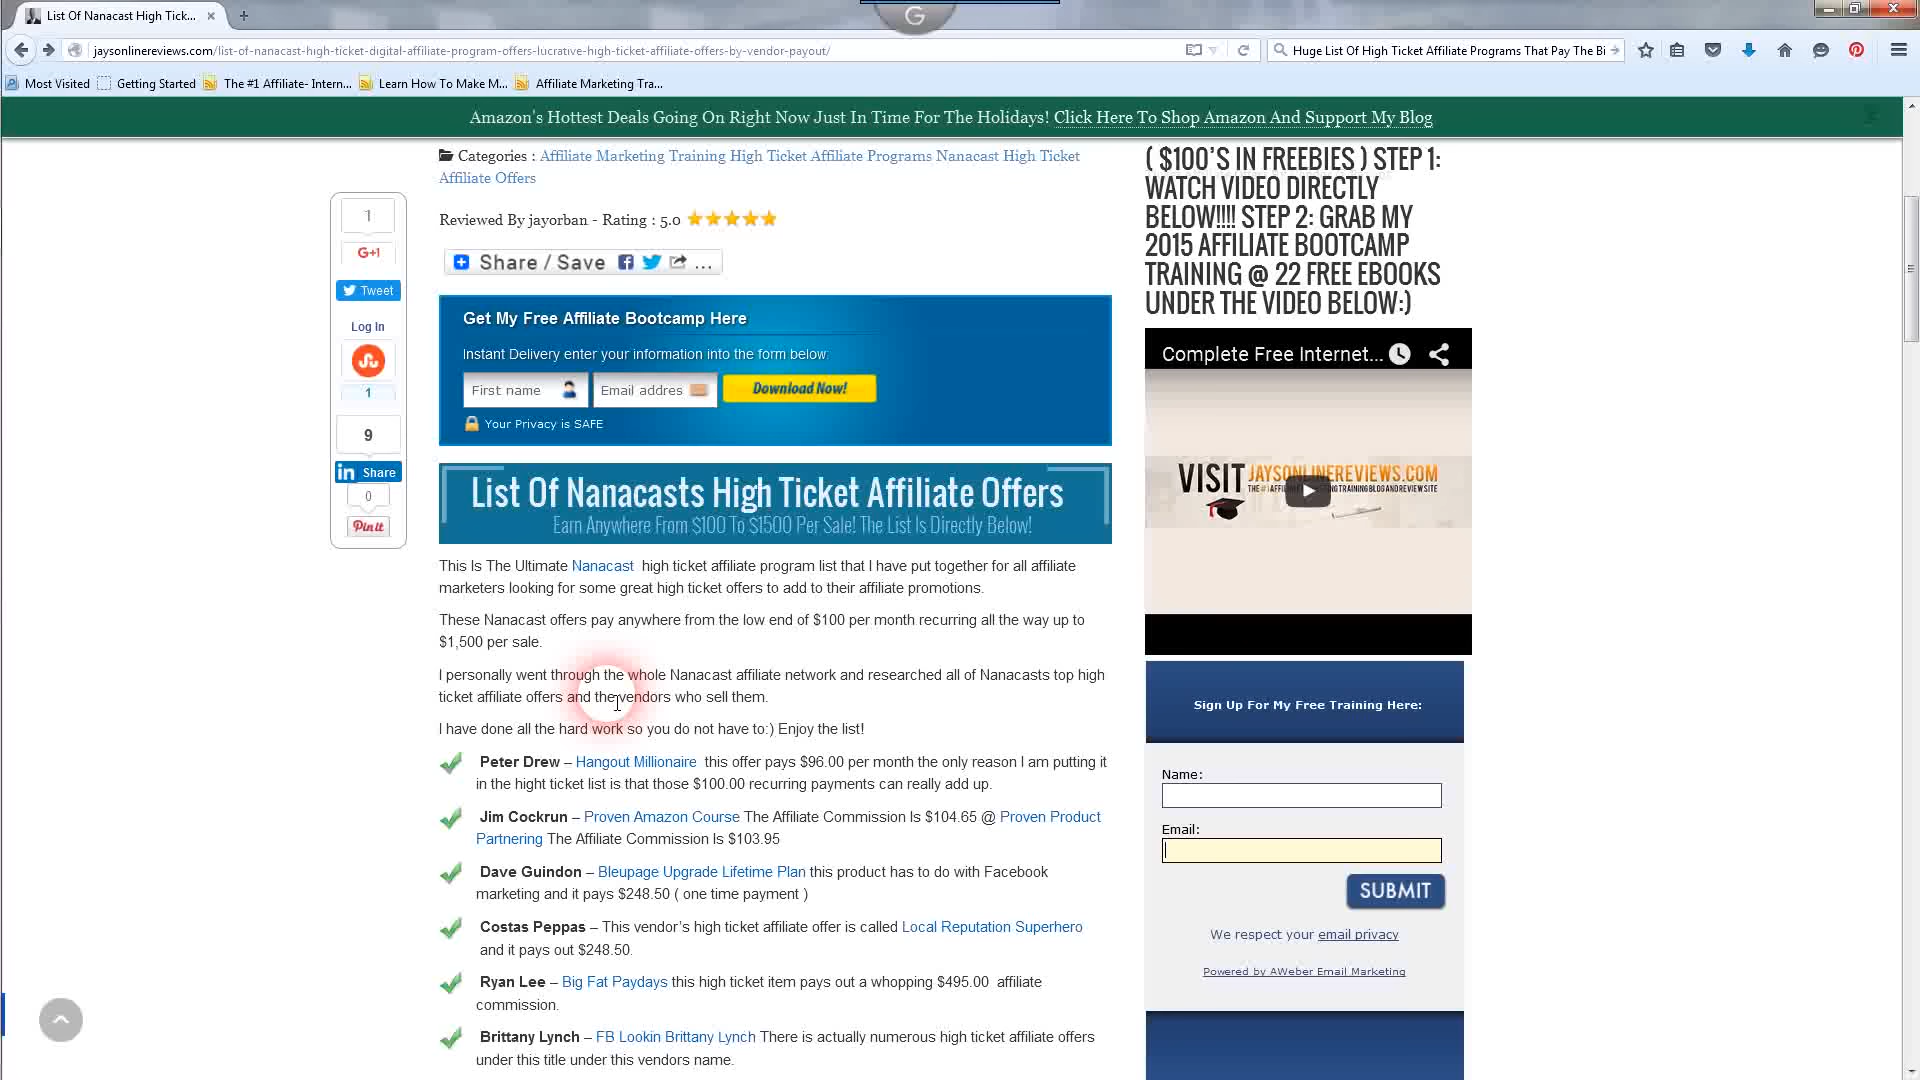 List Of Nanacast High Tick...
jaysonlinereviews.com/list-of-nanacast-high-ticket-digital-affiliate-program-offers-lucrative-high-ticket-affiliate-offers-by-vendor-payout/
Huge List Of High Ticket Affiliate Programs That Pay The Bi
Most Visited
Getting Started
The #1 Affiliate- Intern...
Learn How To Make M...
Affiliate Marketing Tra...
Amazon's Hottest Deals Going On Right Now Just In Time For The Holidays! Click Here To Shop Amazon And Support My Blog
Categories : Affiliate Marketing Training High Ticket Affiliate Programs Nanacast High Ticket
Affiliate Offers
Reviewed By jayorban - Rating : 5.0
Share / Save ...
1
G+1
Tweet
Log In
1
9
in Share
0
Pin it
Get My Free Affiliate Bootcamp Here
Instant Delivery enter your information into the form below.
First name
Email addres
Download Now!
Your Privacy is SAFE
List Of Nanacasts High Ticket Affiliate Offers
Earn Anywhere From $100 To $1500 Per Sale! The List Is Directly Below!
This Is The Ultimate Nanacast high ticket affiliate program list that I have put together for all affiliate
marketers looking for some great high ticket offers to add to their affiliate promotions.
These Nanacast offers pay anywhere from the low end of $100 per month recurring all the way up to
$1,500 per sale.
I personally went through the whole Nanacast affiliate network and researched all of Nanacasts top high
ticket affiliate offers and the vendors who sell them.
I have done all the hard work so you do not have to:) Enjoy the list!
Peter Drew – Hangout Millionaire this offer pays $96.00 per month the only reason I am putting it
in the hight ticket list is that those $100.00 recurring payments can really add up.
Jim Cockrun – Proven Amazon Course The Affiliate Commission Is $104.65 @ Proven Product
Partnering The Affiliate Commission Is $103.95
Dave Guindon – Bleupage Upgrade Lifetime Plan this product has to do with Facebook
marketing and it pays $248.50 ( one time payment )
Costas Peppas – This vendor's high ticket affiliate offer is called Local Reputation Superhero
and it pays out $248.50.
Ryan Lee – Big Fat Paydays this high ticket item pays out a whopping $495.00 affiliate
commission.
Brittany Lynch – FB Lookin Brittany Lynch There is actually numerous high ticket affiliate offers
under this title under this vendors name.
( $100'S IN FREEBIES ) STEP 1:
WATCH VIDEO DIRECTLY
BELOW!!!! STEP 2: GRAB MY
2015 AFFILIATE BOOTCAMP
TRAINING @ 22 FREE EBOOKS
UNDER THE VIDEO BELOW:)
Complete Free Internet...
VISIT JAYSONLINEREVIEWS.COM
THE #1 AFFILIATE MARKETING TRAINING BLOG AND REVIEW SITE
Sign Up For My Free Training Here:
Name:
Email:
SUBMIT
We respect your email privacy
Powered by AWeber Email Marketing